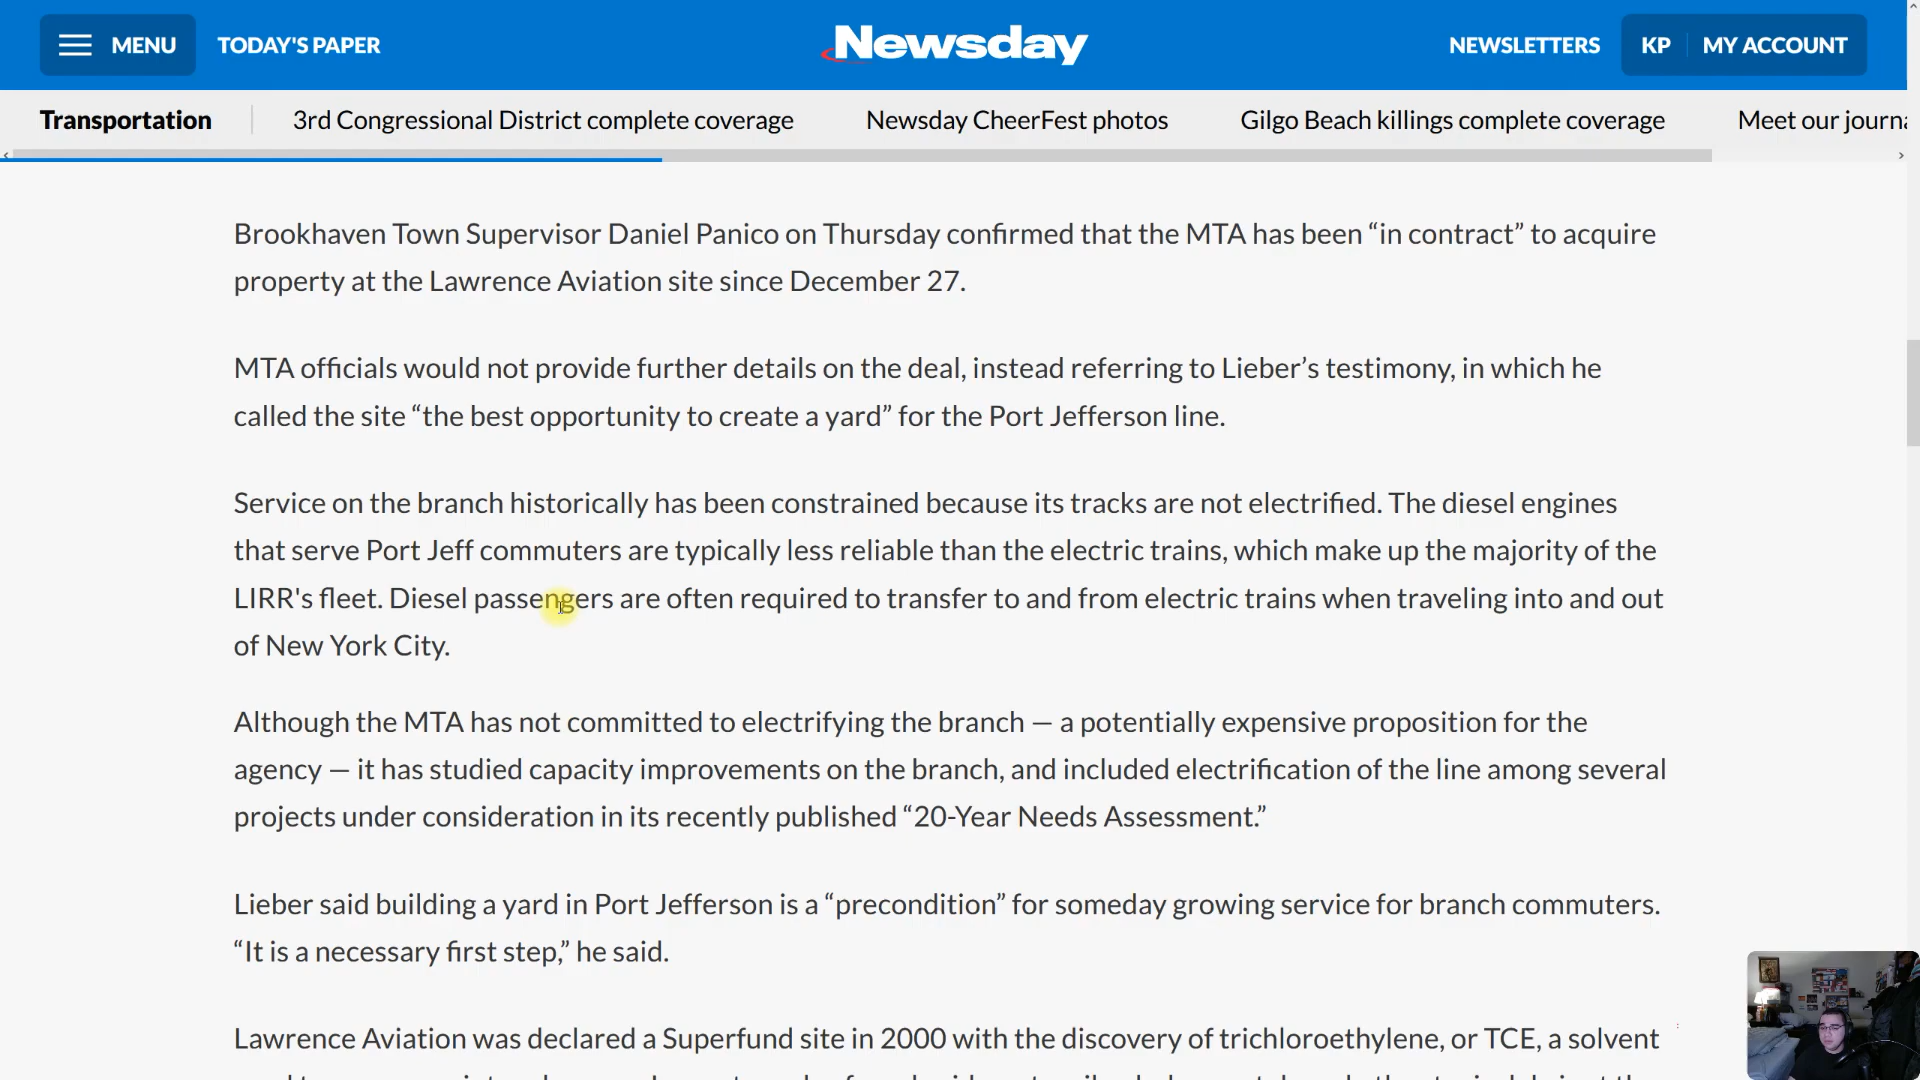 MENU
TODAY'S PAPER
Newsday
NEWSLETTERS
KP
MY ACCOUNT
Transportation
3rd Congressional District complete coverage
Newsday CheerFest photos
Gilgo Beach killings complete coverage
Meet our
Brookhaven Town Supervisor Daniel Panico on Thursday confirmed that the MTA has been “in contract” to acquire
property at the Lawrence Aviation site since December 27.
MTA officials would not provide further details on the deal, instead referring to Lieber’s testimony, in which he
called the site “the best opportunity to create a yard” for the Port Jefferson line.
Service on the branch historically has been constrained because its tracks are not electrified. The diesel engines
that serve Port Jeff commuters are typically less reliable than the electric trains, which make up the majority of the
LIRR's fleet. Diesel passengers are often required to transfer to and from electric trains when traveling into and out
of New York City.
Although the MTA has not committed to electrifying the branch — a potentially expensive proposition for the
agency — it has studied capacity improvements on the branch, and included electrification of the line among several
projects under consideration in its recently published “20-Year Needs Assessment.”
Lieber said building a yard in Port Jefferson is a “precondition” for someday growing service for branch commuters.
“It is a necessary first step,” he said.
Lawrence Aviation was declared a Superfund site in 2000 with the discovery of trichloroethylene, or TCE, a solvent